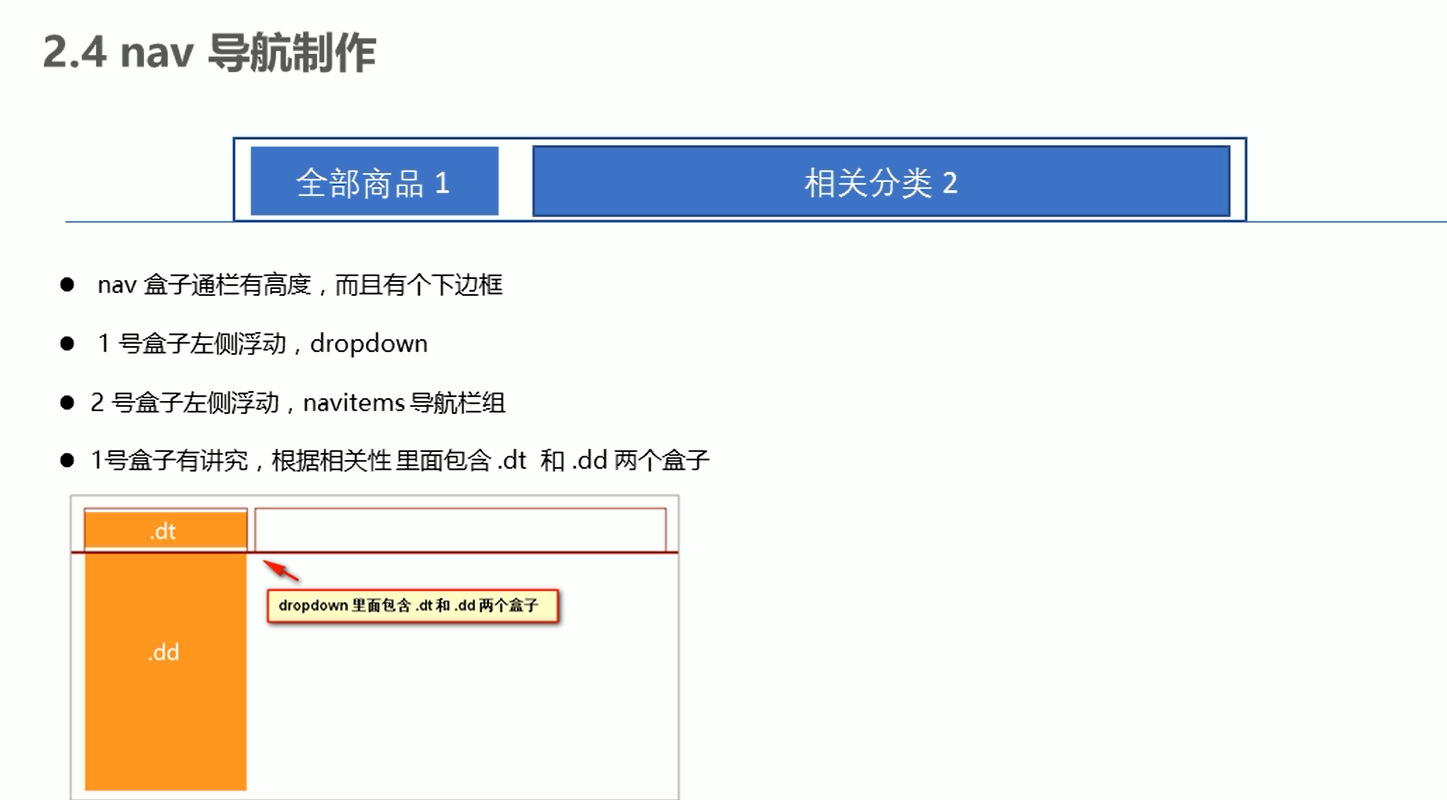 2.4 nav 导航制作
全部商品 1
相关分类 2
nav 盒子通栏有高度，而且有个下边框
1 号盒子左侧浮动，dropdown
2 号盒子左侧浮动，navitems 导航栏组
1号盒子有讲究，根据相关性 里面包含 .dt 和 .dd 两个盒子
.dt
dropdown 里面包含 .dt 和 .dd 两个盒子
.dd